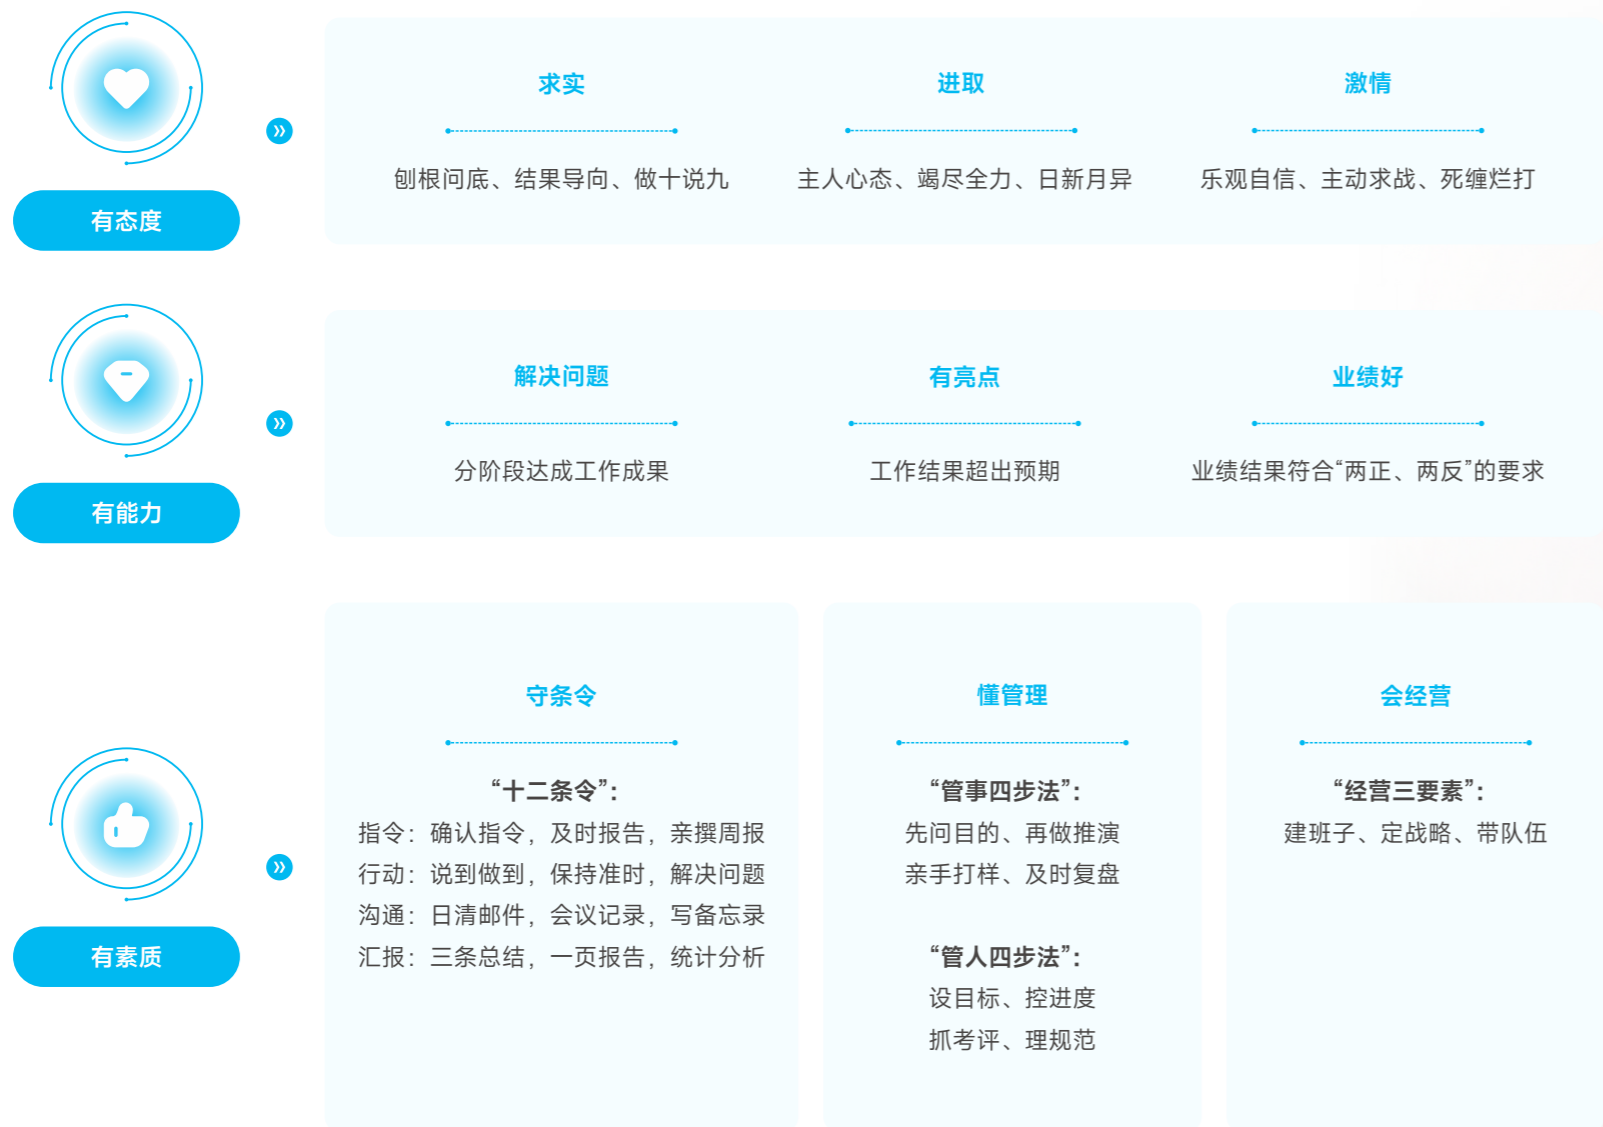 有态度
求实
刨根问底、结果导向、做十说九
进取
主人心态、竭尽全力、日新月异
激情
乐观自信、主动求战、死缠烂打
有能力
解决问题
分阶段达成工作成果
有亮点
工作结果超出预期
业绩好
业绩结果符合“两正、两反”的要求
有素质
守条令
“十二条令”：
指令：确认指令，及时报告，亲撰周报
行动：说到做到，保持准时，解决问题
沟通：日清邮件，会议记录，写备忘录
汇报：三条总结，一页报告，统计分析
懂管理
“管事四步法”：
先问目的、再做推演
亲手打样、及时复盘
“管人四步法”：
设目标、控进度
抓考评、理规范
会经营
“经营三要素”：
建班子、定战略、带队伍